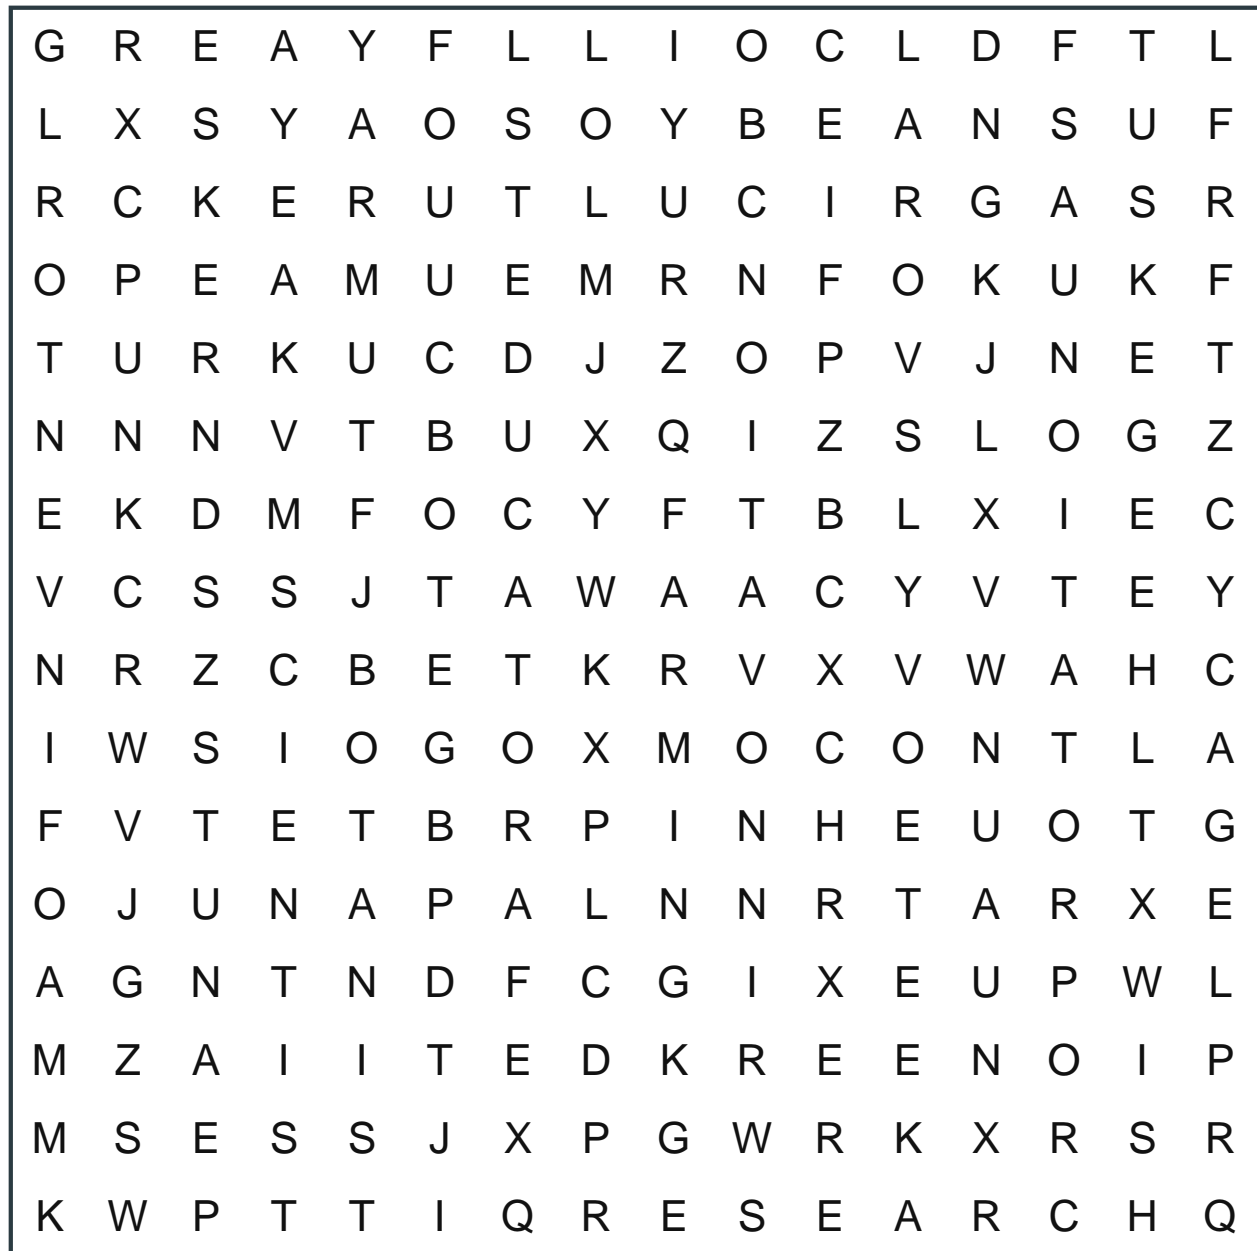 G R E A Y F L L I O C L D F T L
L X S Y A O S O Y B E A N S U F
R C K E R U T L U C I R G A S R
O P E A M U E M R N F O K U K F
T U R K U C D J Z O P V J N E T
N N N V T B U X Q I Z S L O G Z
E K D M F O C Y F T B L X I E C
V C S S J T A W A A C Y V T E Y
N R Z C B E T K R V X V W A H C
I W S I O G O X M O C O N T L A
F V T E T B R P I N H E U O T G
O J U N A P A L N N R T A R X E
A G N T N D F C G I X E U P W L
M Z A I I T E D K R E E N O I P
M S E S S J X P G W R K X R S R
K W P T T I Q R E S E A R C H Q